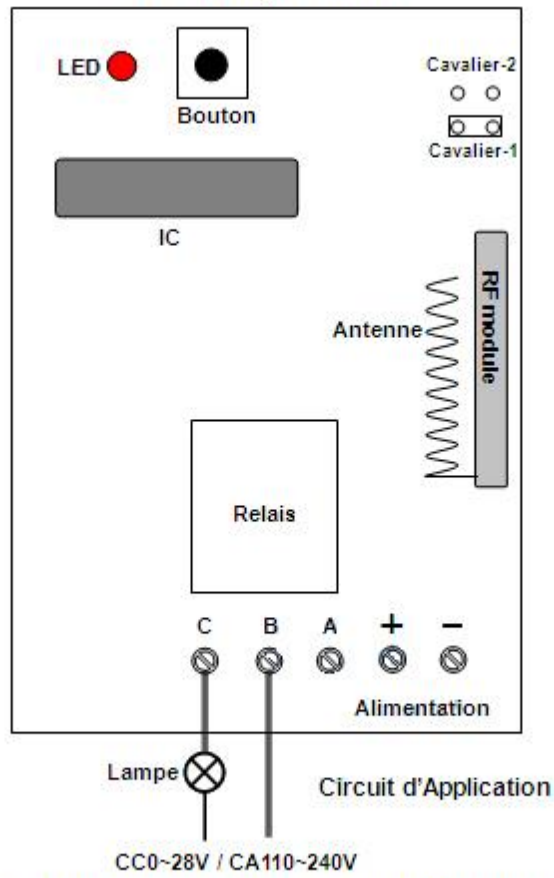 LED
Bouton
Cavalier-2
Cavalier-1
IC
RF module
Antenne
Relais
C B A + −
Alimentation
Lampe
Circuit d'Application
CC0~28V / CA110~240V